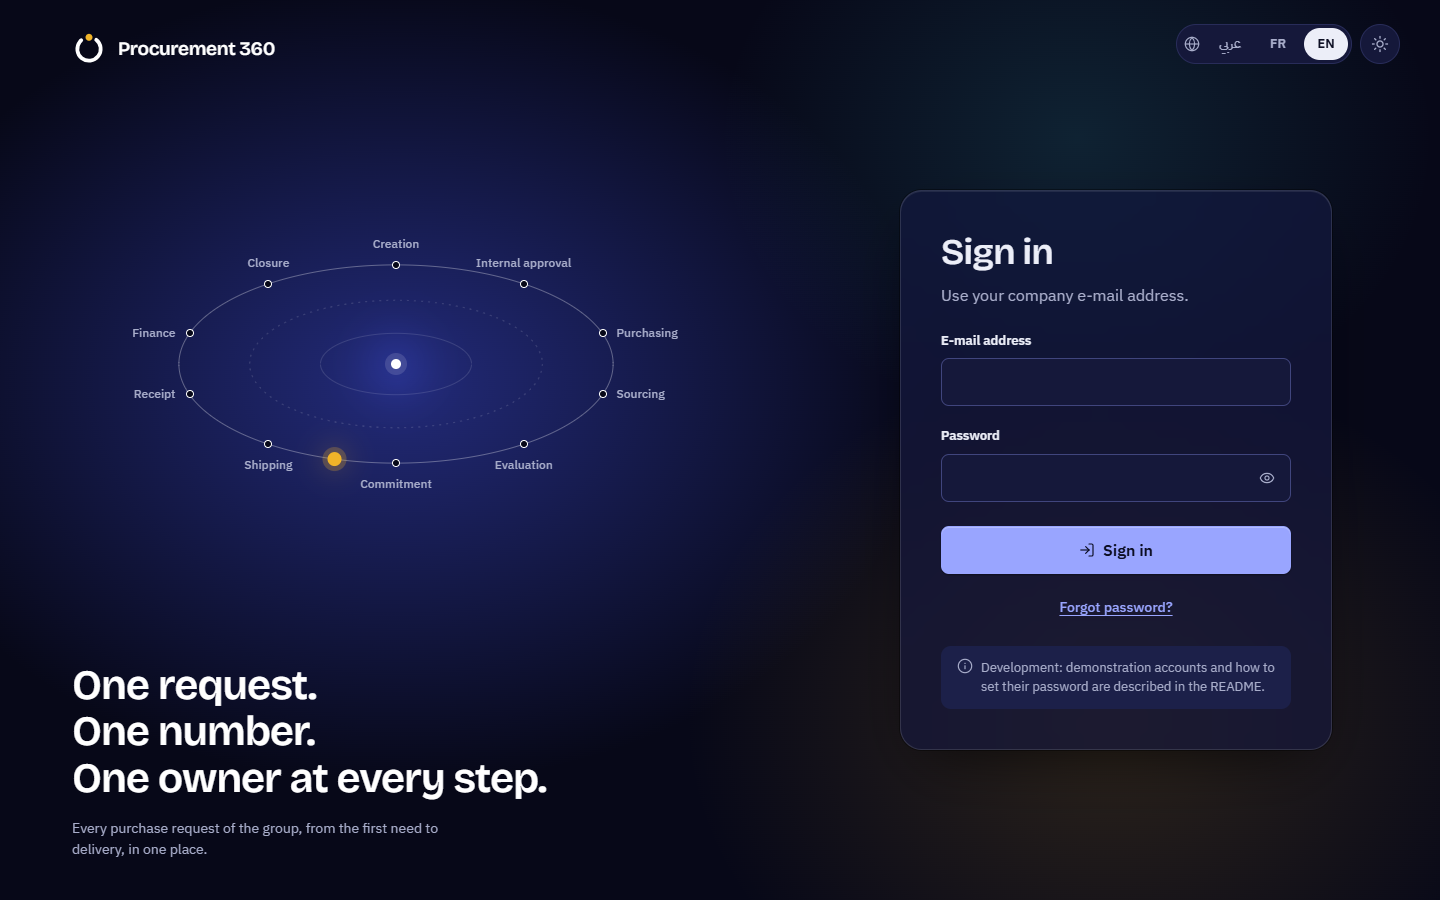 Procurement 360
عربي
FR
EN
Creation
Closure
Internal approval
Finance
Purchasing
Receipt
Sourcing
Shipping
Evaluation
Commitment
One request.
One number.
One owner at every step.
Every purchase request of the group, from the first need to
delivery, in one place.
Sign in
Use your company e-mail address.
E-mail address
Password
Sign in
Forgot password?
Development: demonstration accounts and how to
set their password are described in the README.